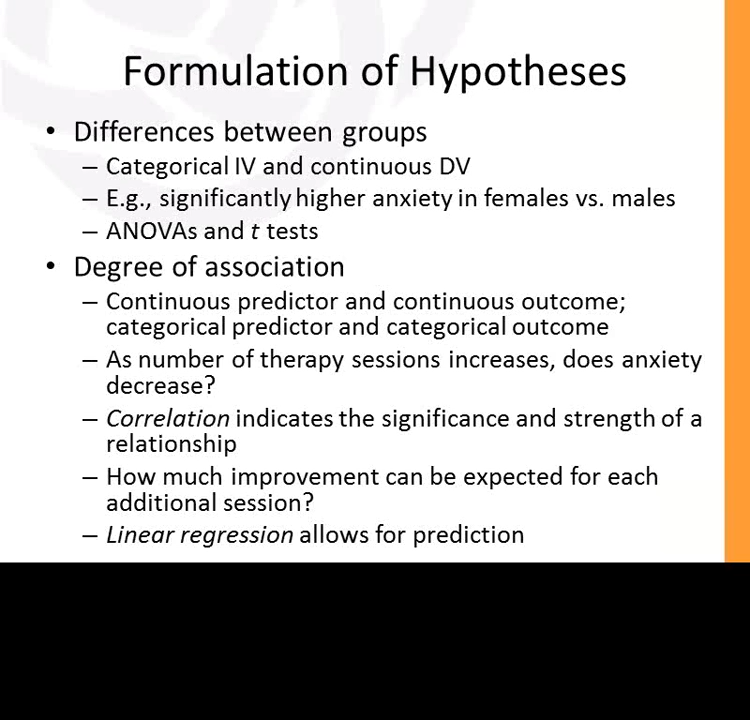 Formulation of Hypotheses
• Differences between groups
– Categorical IV and continuous DV
– E.g., significantly higher anxiety in females vs. males
– ANOVAs and t tests
• Degree of association
– Continuous predictor and continuous outcome;
categorical predictor and categorical outcome
– As number of therapy sessions increases, does anxiety
decrease?
– Correlation indicates the significance and strength of a
relationship
– How much improvement can be expected for each
additional session?
– Linear regression allows for prediction